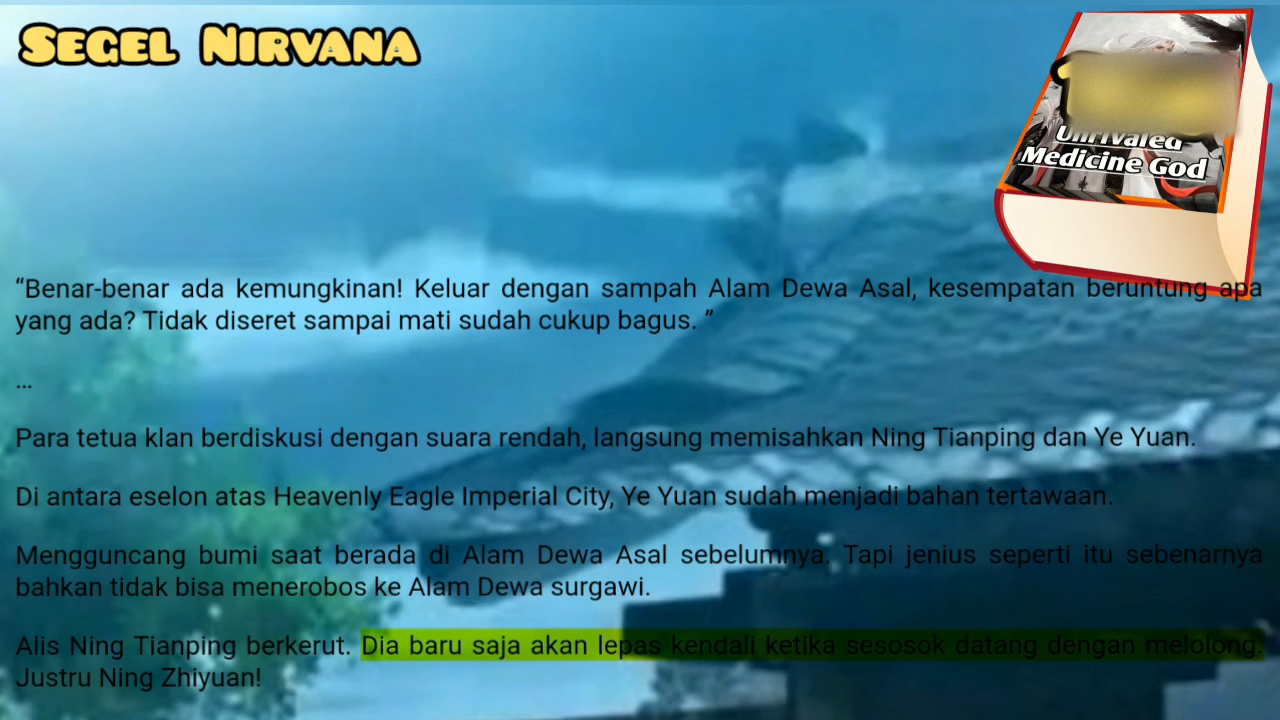 SEGEL NIRVANA
Unrivaled
Medicine God
“Benar-benar ada kemungkinan! Keluar dengan sampah Alam Dewa Asal, kesempatan beruntung apa
yang ada? Tidak diseret sampai mati sudah cukup bagus. ”
...
Para tetua klan berdiskusi dengan suara rendah, langsung memisahkan Ning Tianping dan Ye Yuan.
Di antara eselon atas Heavenly Eagle Imperial City, Ye Yuan sudah menjadi bahan tertawaan.
Mengguncang bumi saat berada di Alam Dewa Asal sebelumnya. Tapi jenius seperti itu sebenarnya
bahkan tidak bisa menerobos ke Alam Dewa surgawi.
Alis Ning Tianping berkerut. Dia baru saja akan lepas kendali ketika sesosok datang dengan melolong.
Justru Ning Zhiyuan!